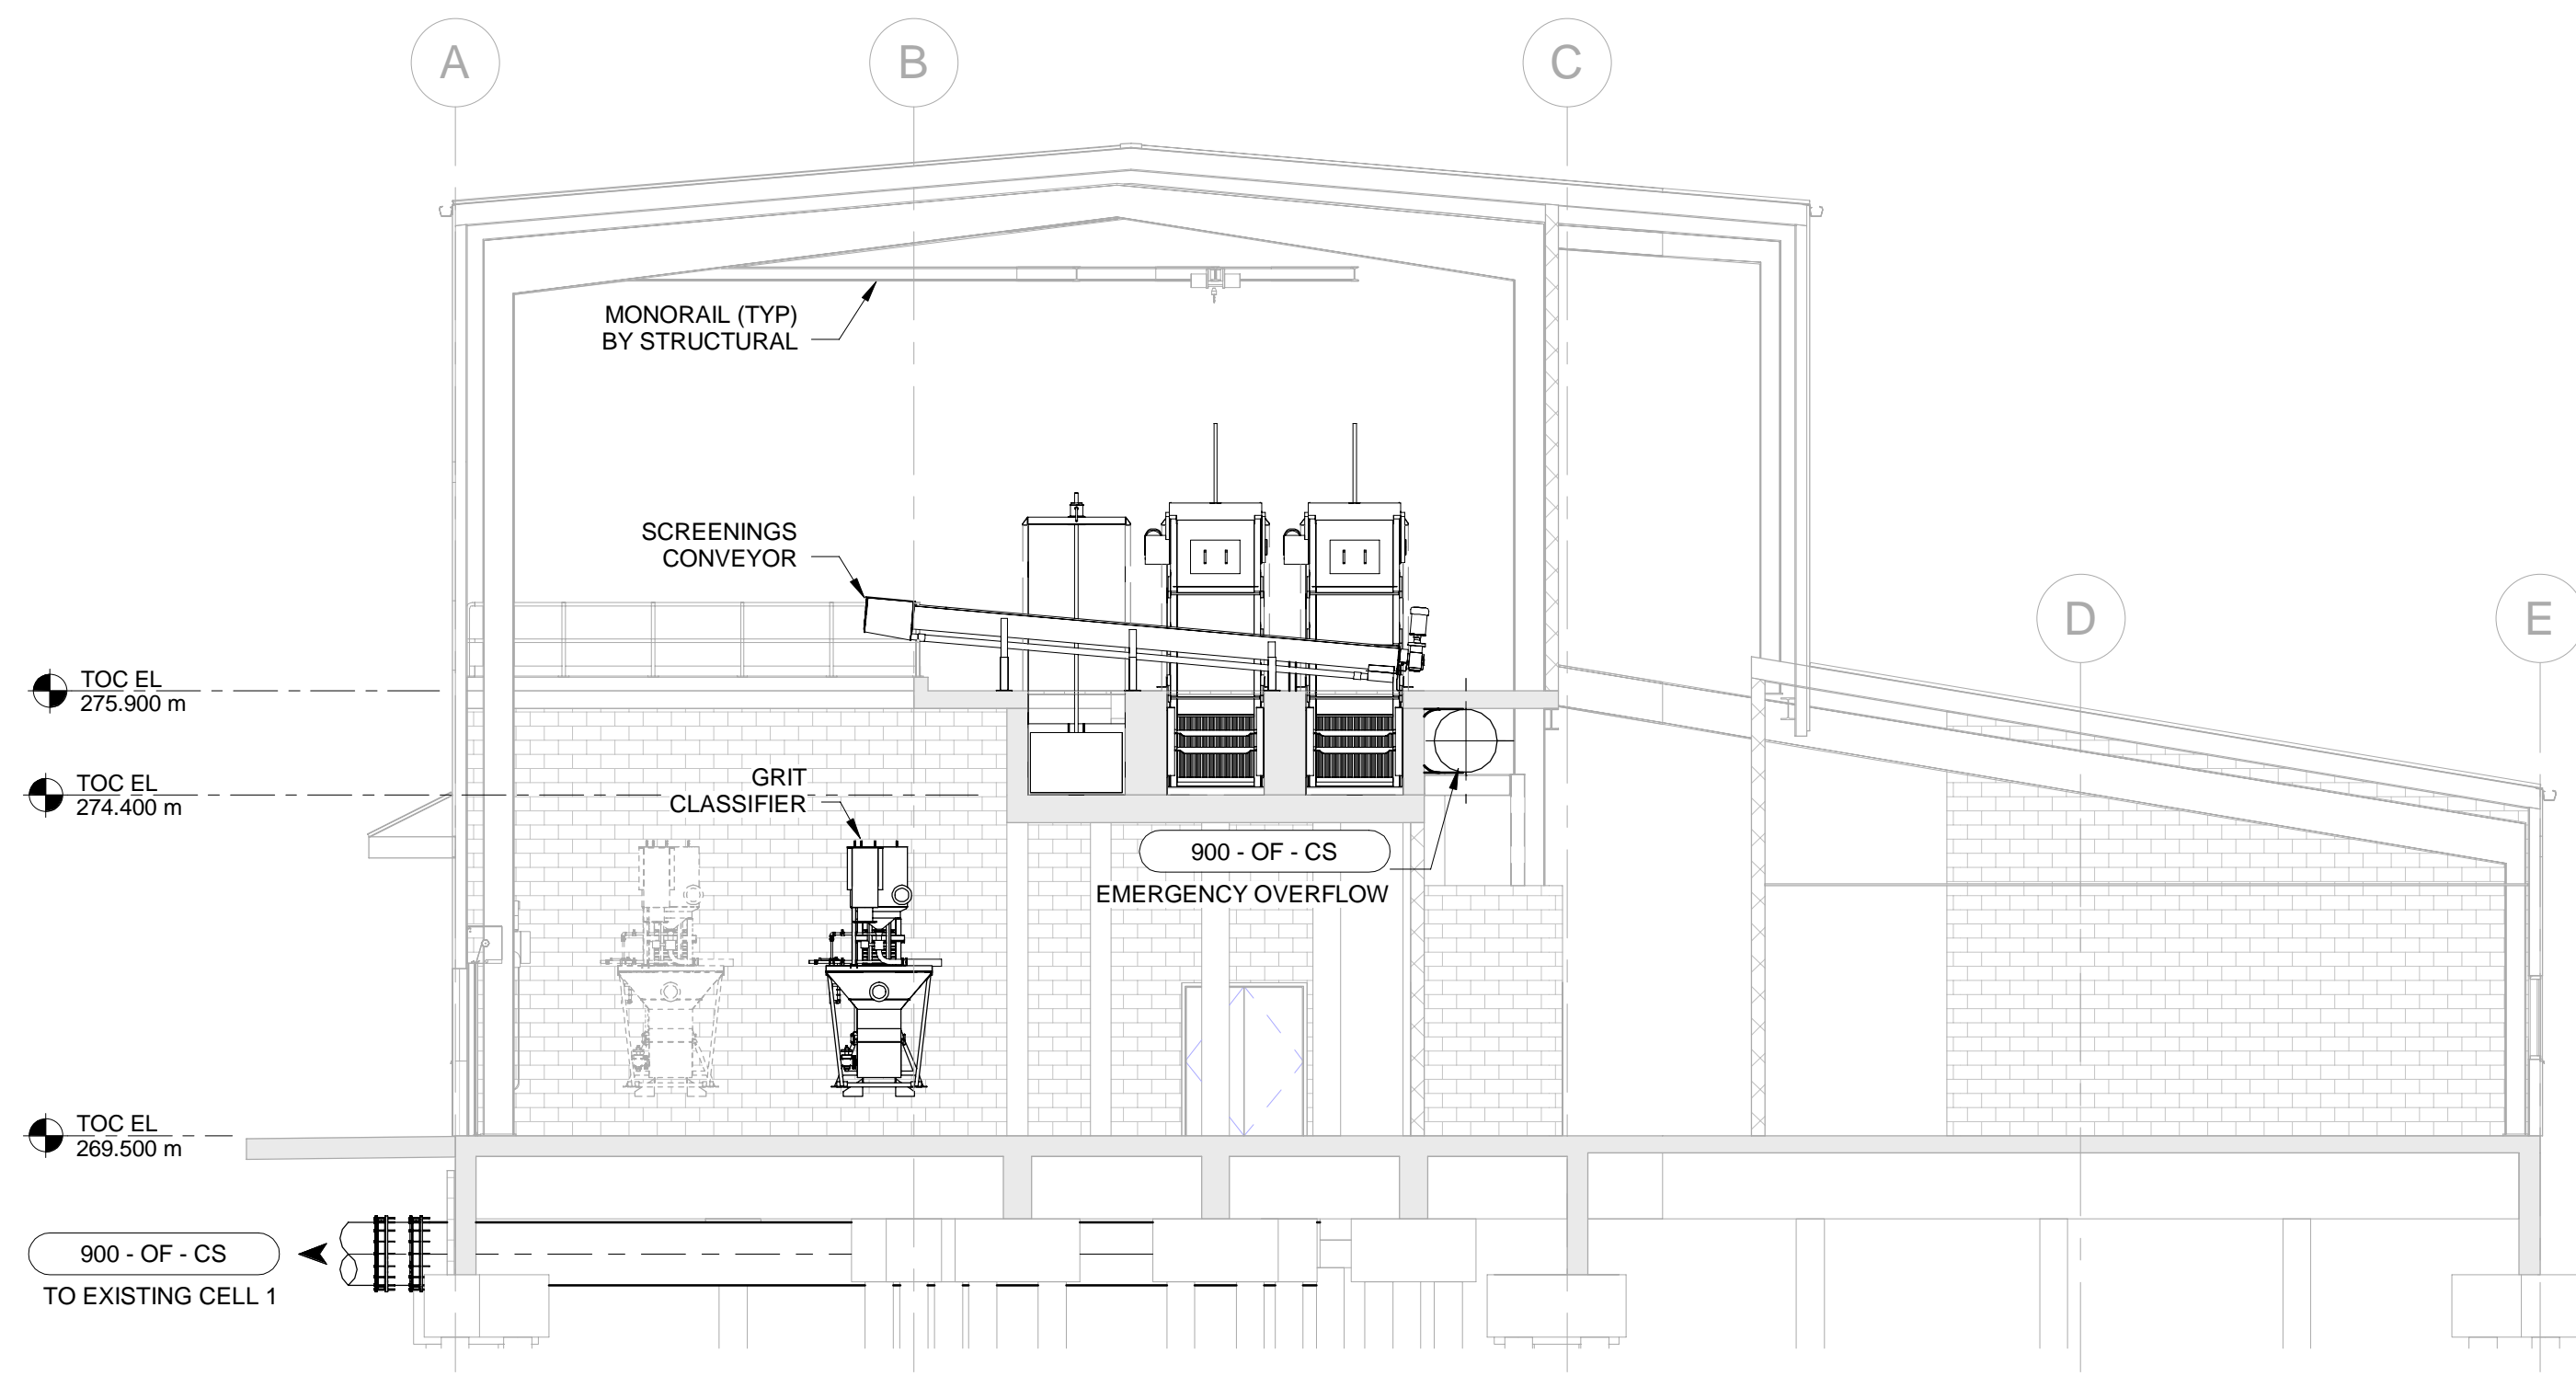 A
B
C
MONORAIL (TYP)
BY STRUCTURAL
SCREENINGS
CONVEYOR
D
E
TOC EL
275.900 m
TOC EL
274.400 m
GRIT
CLASSIFIER
900 - OF - CS
EMERGENCY OVERFLOW
TOC EL
269.500 m
900 - OF - CS
TO EXISTING CELL 1